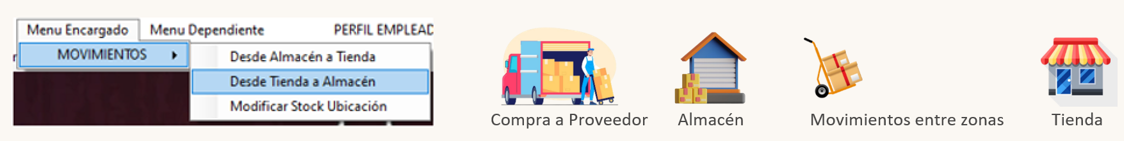 Menu Encargado Menu Dependiente PERFIL EMPLEAD
MOVIMIENTOS
Desde Almacén a Tienda
Desde Tienda a Almacén
Modificar Stock Ubicación
Compra a Proveedor Almacén Movimientos entre zonas Tienda